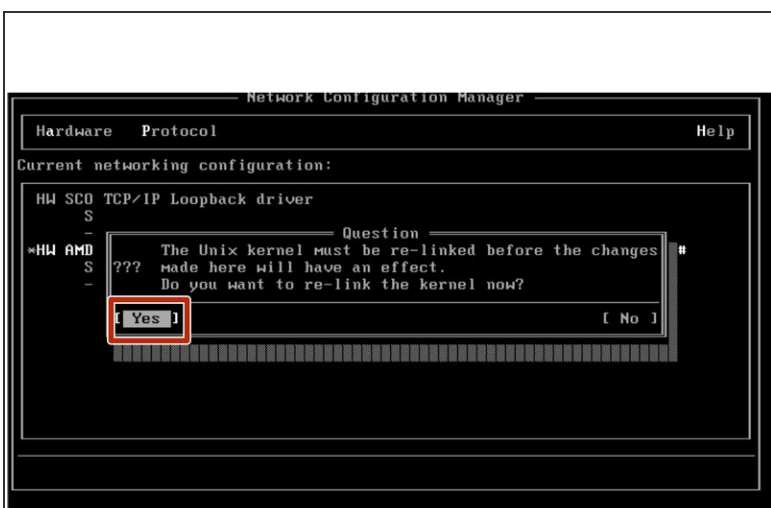 Network Configuration Manager
Hardware Protocol Help
Current networking configuration:
HW SCO TCP/IP Loopback driver
S
-
Question
*HW AMD The Unix kernel must be re-linked before the changes #
S ??? made here will have an effect.
- Do you want to re-link the kernel now?
[ Yes ] [ No ]